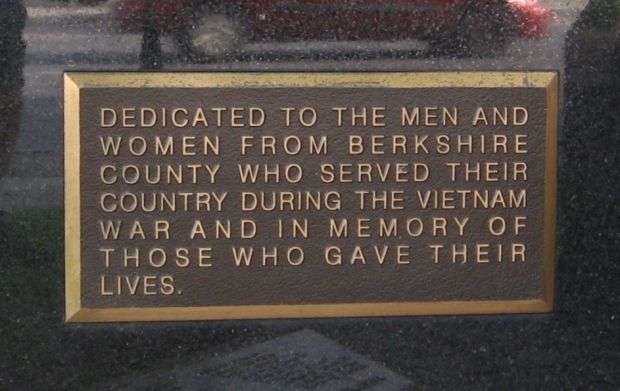 DEDICATED TO THE MEN AND
WOMEN FROM BERKSHIRE
COUNTY WHO SERVED THEIR
COUNTRY DURING THE VIETNAM
WAR AND IN MEMORY OF
THOSE WHO GAVE THEIR
LIVES.